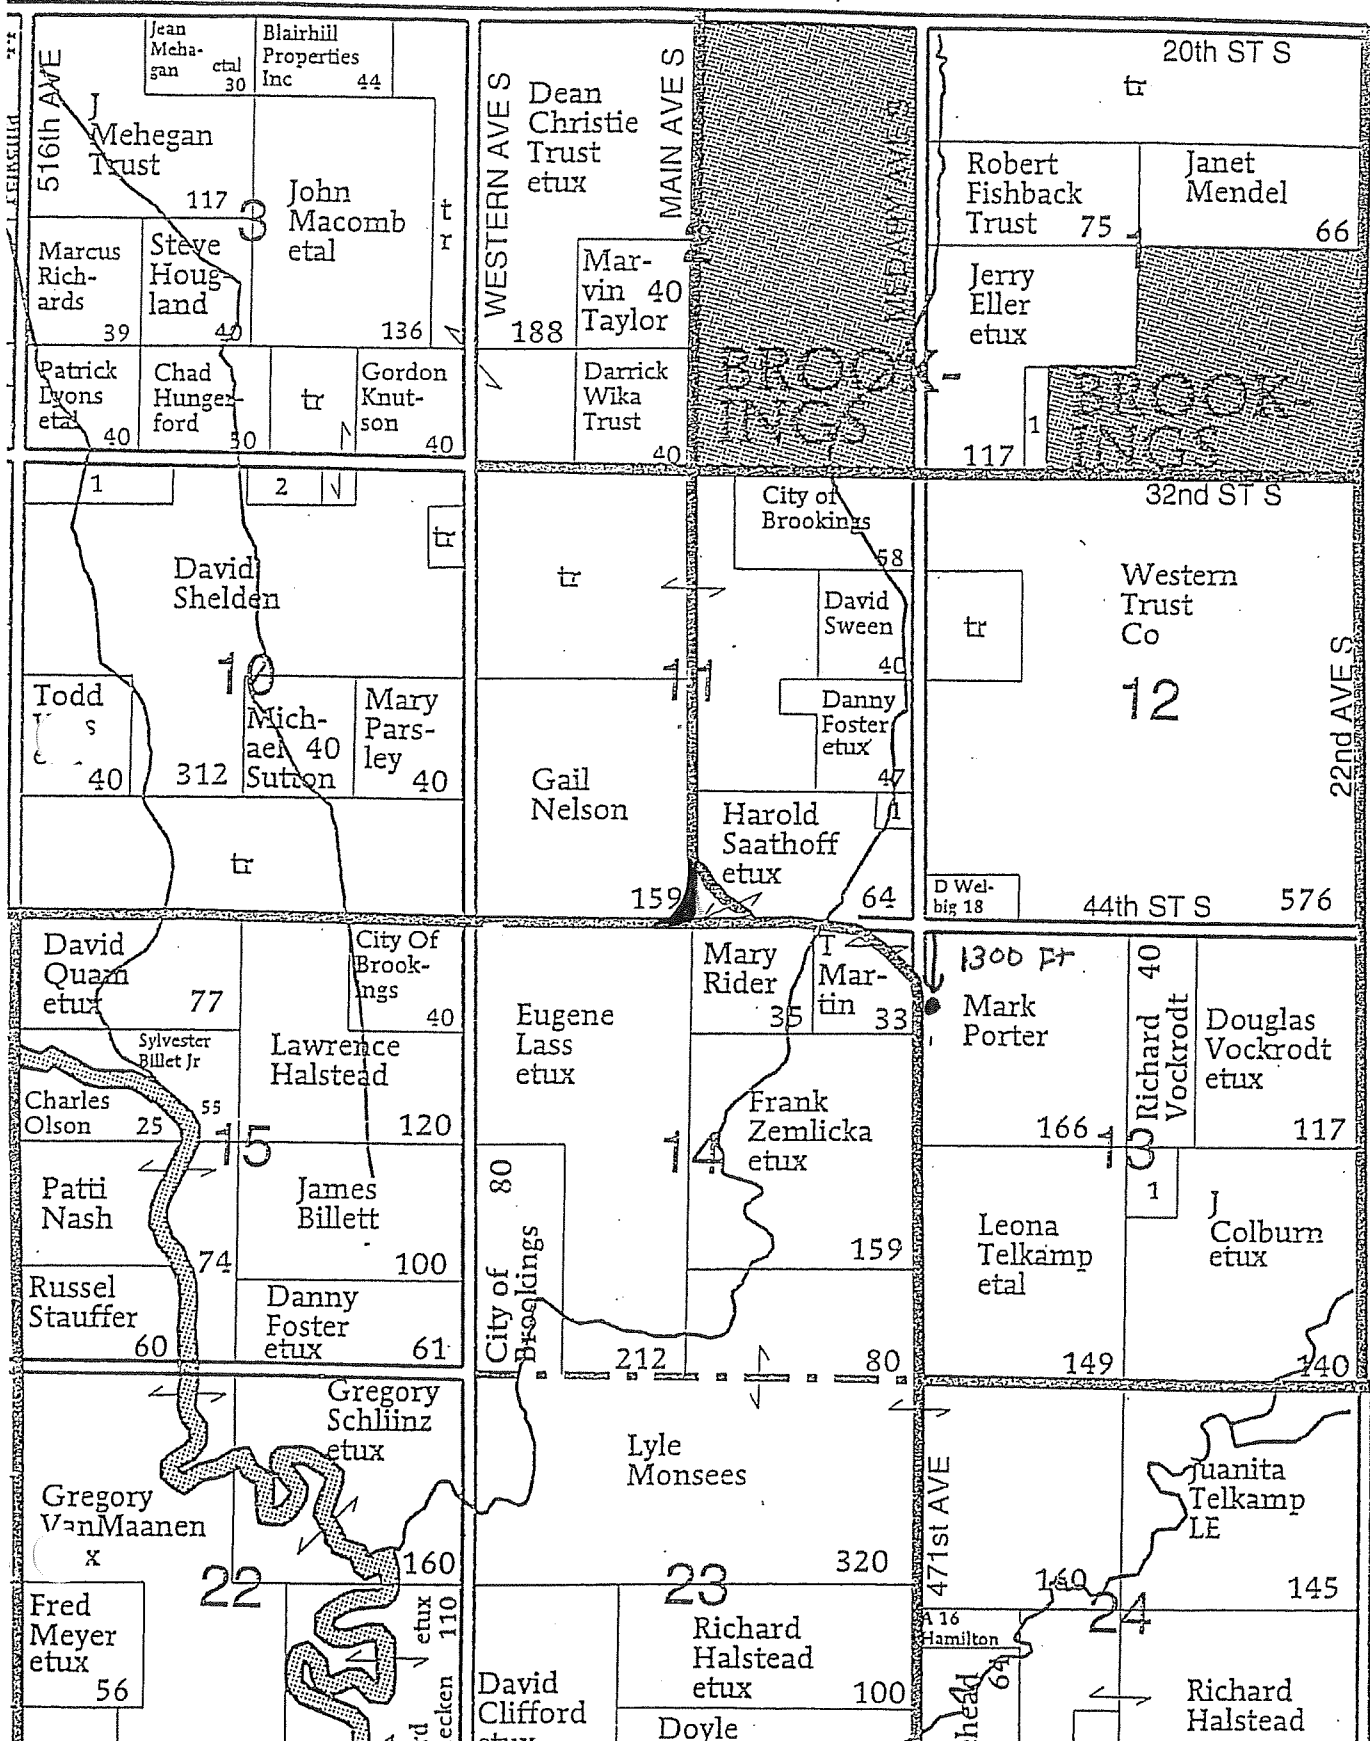 20th ST S
516th AVE
Jean
Meha-
gan etal
30
Blairhill
Properties
Inc 44
J
Mehegan
Trust
117
3
John
Macomb
etal
136
t
r
Marcus
Rich-
ards
39
Steve
Houg-
land
40
Patrick
Lyons
etal
40
Chad
Hunger-
ford
50
tr
Gordon
Knut-
son
40
WESTERN AVE S
Dean
Christie
Trust
etux
188
MAIN AVE S
Mar-
vin 40
Taylor
Darrick
Wika
Trust
40
MEDARY AVE S
BROOK-
INGS
tr
Robert
Fishback
Trust 75
Janet
Mendel
66
Jerry
Eller
etux
117
1
BROOK
INGS
1
2
tr
David
Shelden
10
Todd
s
40
312
Mich-
ael 40
Sutton
Mary
Pars-
ley
40
tr
tr
11
Gail
Nelson
159
City of
Brookings
58
David
Sween
40
Danny
Foster
etux
47
1
Harold
Saathoff
etux
64
32nd ST S
tr
Western
Trust
Co
12
22nd AVE S
D Wel-
big 18
44th ST S
576
David
Quam
etux 77
City Of
Brook-
ings
40
Sylvester
Billet Jr
55
Lawrence
Halstead
120
Charles
Olson 25
15
Patti
Nash
74
James
Billett
100
Russel
Stauffer
60
Danny
Foster
etux 61
Eugene
Lass
etux
212
Mary
Rider
35
T
Mar-
tin 33
14
Frank
Zemlicka
etux
159
80
City of
Brooldings
80
1300 Ft
Mark
Porter
166
Richard
Vockrodt
40
Douglas
Vockrodt
etux
117
13
1
Leona
Telkamp
etal
149
J
Colburn
etux
140
Gregory
Schliinz
etux
160
Gregory
VanMaanen
x
22
Fred
Meyer
etux
56
etux
110
ecken
Lyle
Monsees
320
23
Richard
Halstead
etux 100
David
Clifford
Doyle
471st AVE
160
Juanita
Telkamp
LE
145
24
A 16
Hamilton
64
head
Richard
Halstead